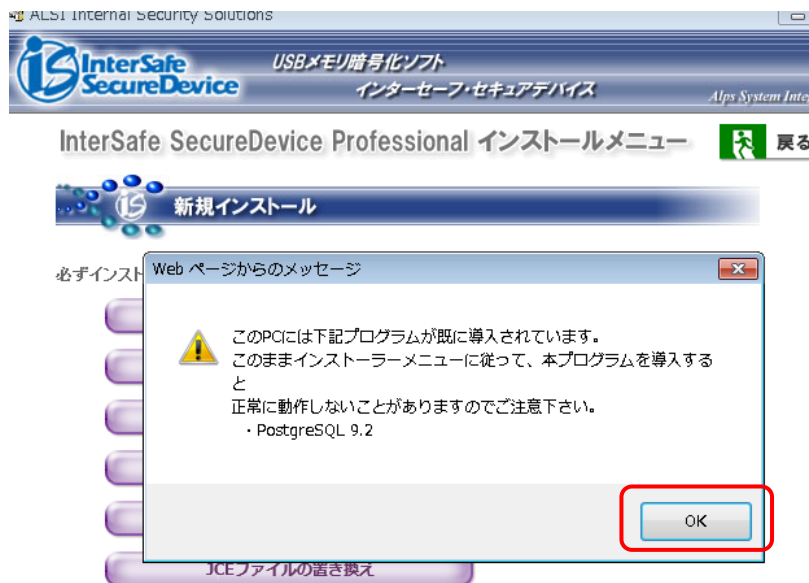 ALSI Internal Security Solutions
InterSafe
SecureDevice
USBメモリ暗号化ソフト
インターセーフ・セキュアデバイス
Alps System Inte
InterSafe SecureDevice Professional インストールメニュー
戻る
iS
新規インストール
必ずインスト
Web ページからのメッセージ
このPCには下記プログラムが既に導入されています。
このままインストーラーメニューに従って、本プログラムを導入する
と
正常に動作しないことがありますのでご注意下さい。
・PostgreSQL 9.2
OK
JCEファイルの置き換え